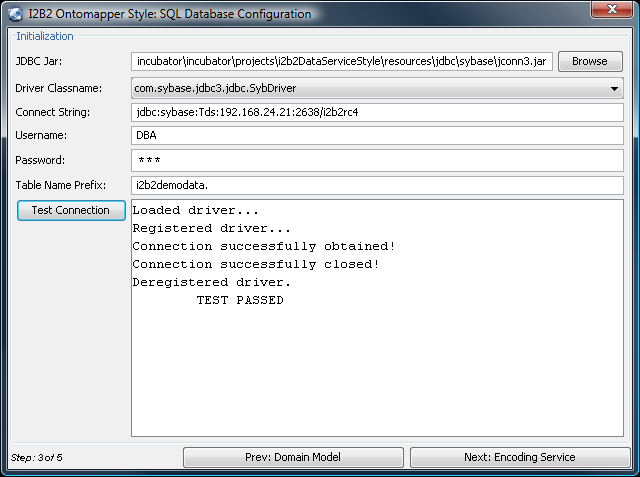 I2B2 Ontomapper Style: SQL Database Configuration
Initialization
JDBC Jar: incubator\incubator\projects\i2b2DataServiceStyle\resources\jdbc\sybase\jconn3.jar Browse
Driver Classname: com.sybase.jdbc3.jdbc.SybDriver
Connect String: jdbc:sybase:Tds:192.168.24.21:2638/i2b2rc4
Username: DBA
Password: ***
Table Name Prefix: i2b2demodata.
Test Connection
Loaded driver...
Registered driver...
Connection successfully obtained!
Connection successfully closed!
Deregistered driver.
TEST PASSED
Step: 3 of 5 Prev: Domain Model Next: Encoding Service